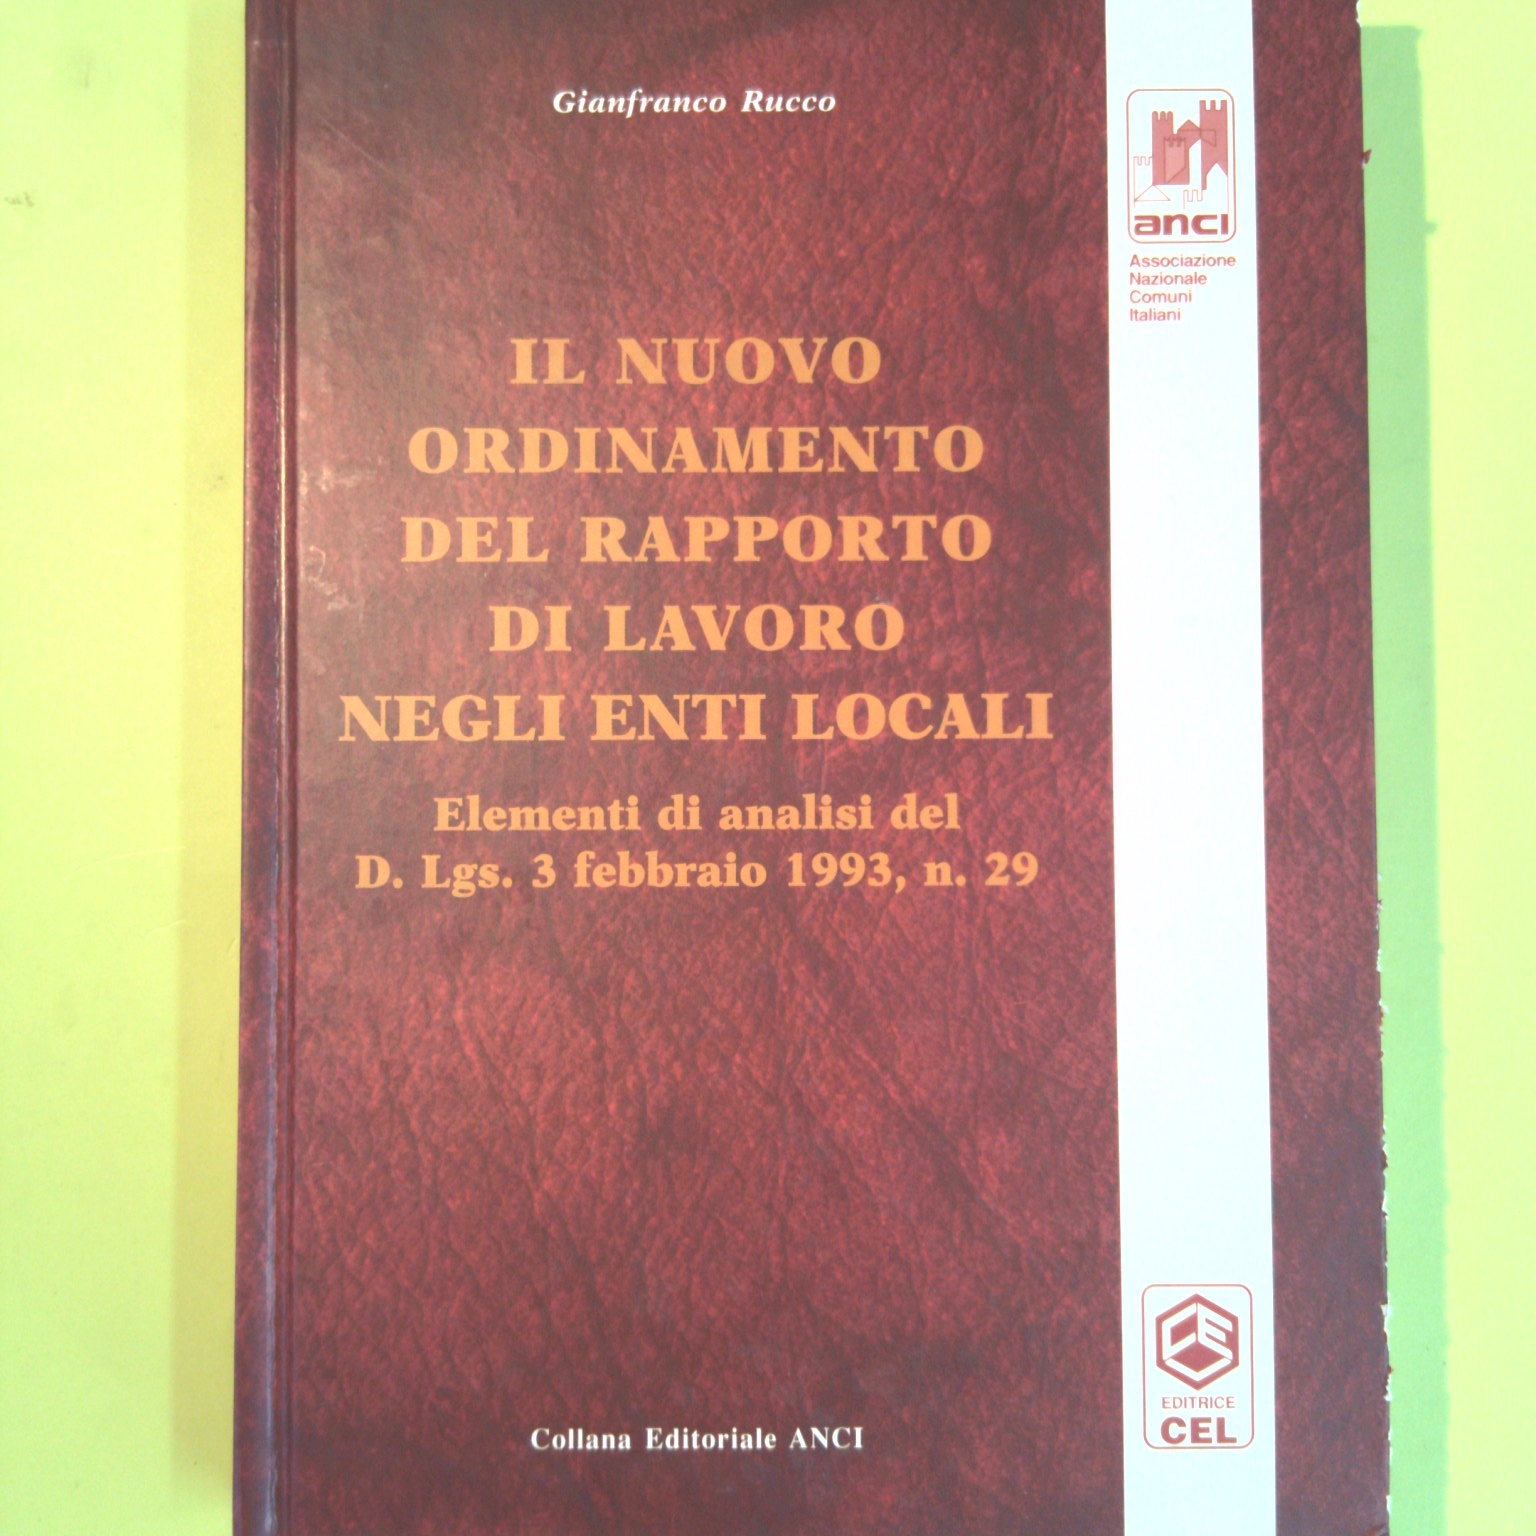 Gianfranco Rucco
anci
Associazione
Nazionale
Comuni
Italiani
IL NUOVO
ORDINAMENTO
DEL RAPPORTO
DI LAVORO
NEGLI ENTI LOCALI
Elementi di analisi del
D. Lgs. 3 febbraio 1993, n. 29
Collana Editoriale ANCI
EDITRICE
CEL